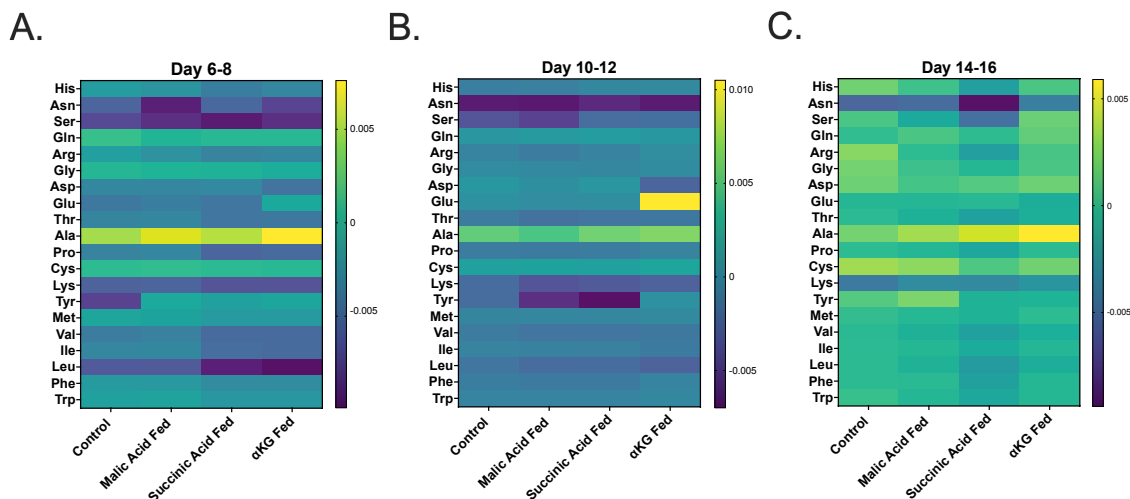 A.
Day 6-8
His
Asn
Ser
Gln
Arg
Gly
Asp
Glu
Thr
Ala
Pro
Cys
Lys
Tyr
Met
Val
Ile
Leu
Phe
Trp
0.005
0
-0.005
Control
Malic Acid Fed
Succinic Acid Fed
αKG Fed
B.
Day 10-12
His
Asn
Ser
Gln
Arg
Gly
Asp
Glu
Thr
Ala
Pro
Cys
Lys
Tyr
Met
Val
Ile
Leu
Phe
Trp
0.010
0.005
0
-0.005
Control
Malic Acid Fed
Succinic Acid Fed
αKG Fed
C.
Day 14-16
His
Asn
Ser
Gln
Arg
Gly
Asp
Glu
Thr
Ala
Pro
Cys
Lys
Tyr
Met
Val
Ile
Leu
Phe
Trp
0.005
0
-0.005
Control
Malic Acid Fed
Succinic Acid Fed
αKG Fed